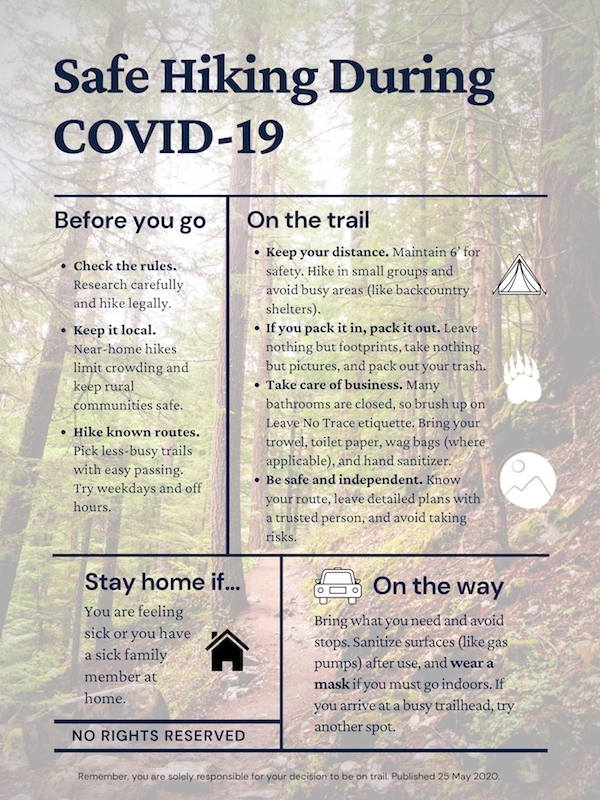 Safe Hiking During
COVID-19
Before you go
• Check the rules.
Research carefully
and hike legally.
• Keep it local.
Near-home hikes
limit crowding and
keep rural
communities safe.
• Hike known routes.
Pick less-busy trails
with easy passing.
Try weekdays and off
hours.
On the trail
• Keep your distance. Maintain 6' for
safety. Hike in small groups and
avoid busy areas (like backcountry
shelters).
• If you pack it in, pack it out. Leave
nothing but footprints, take nothing
but pictures, and pack out your trash.
• Take care of business. Many
bathrooms are closed, so brush up on
Leave No Trace etiquette. Bring your
trowel, toilet paper, wag bags (where
applicable), and hand sanitizer.
• Be safe and independent. Know
your route, leave detailed plans with
a trusted person, and avoid taking
risks.
Stay home if...
You are feeling
sick or you have
a sick family
member at
home.
NO RIGHTS RESERVED
On the way
Bring what you need and avoid
stops. Sanitize surfaces (like gas
pumps) after use, and wear a
mask if you must go indoors. If
you arrive at a busy trailhead, try
another spot.
Remember, you are solely responsible for your decision to be on trail. Published 25 May 2020.